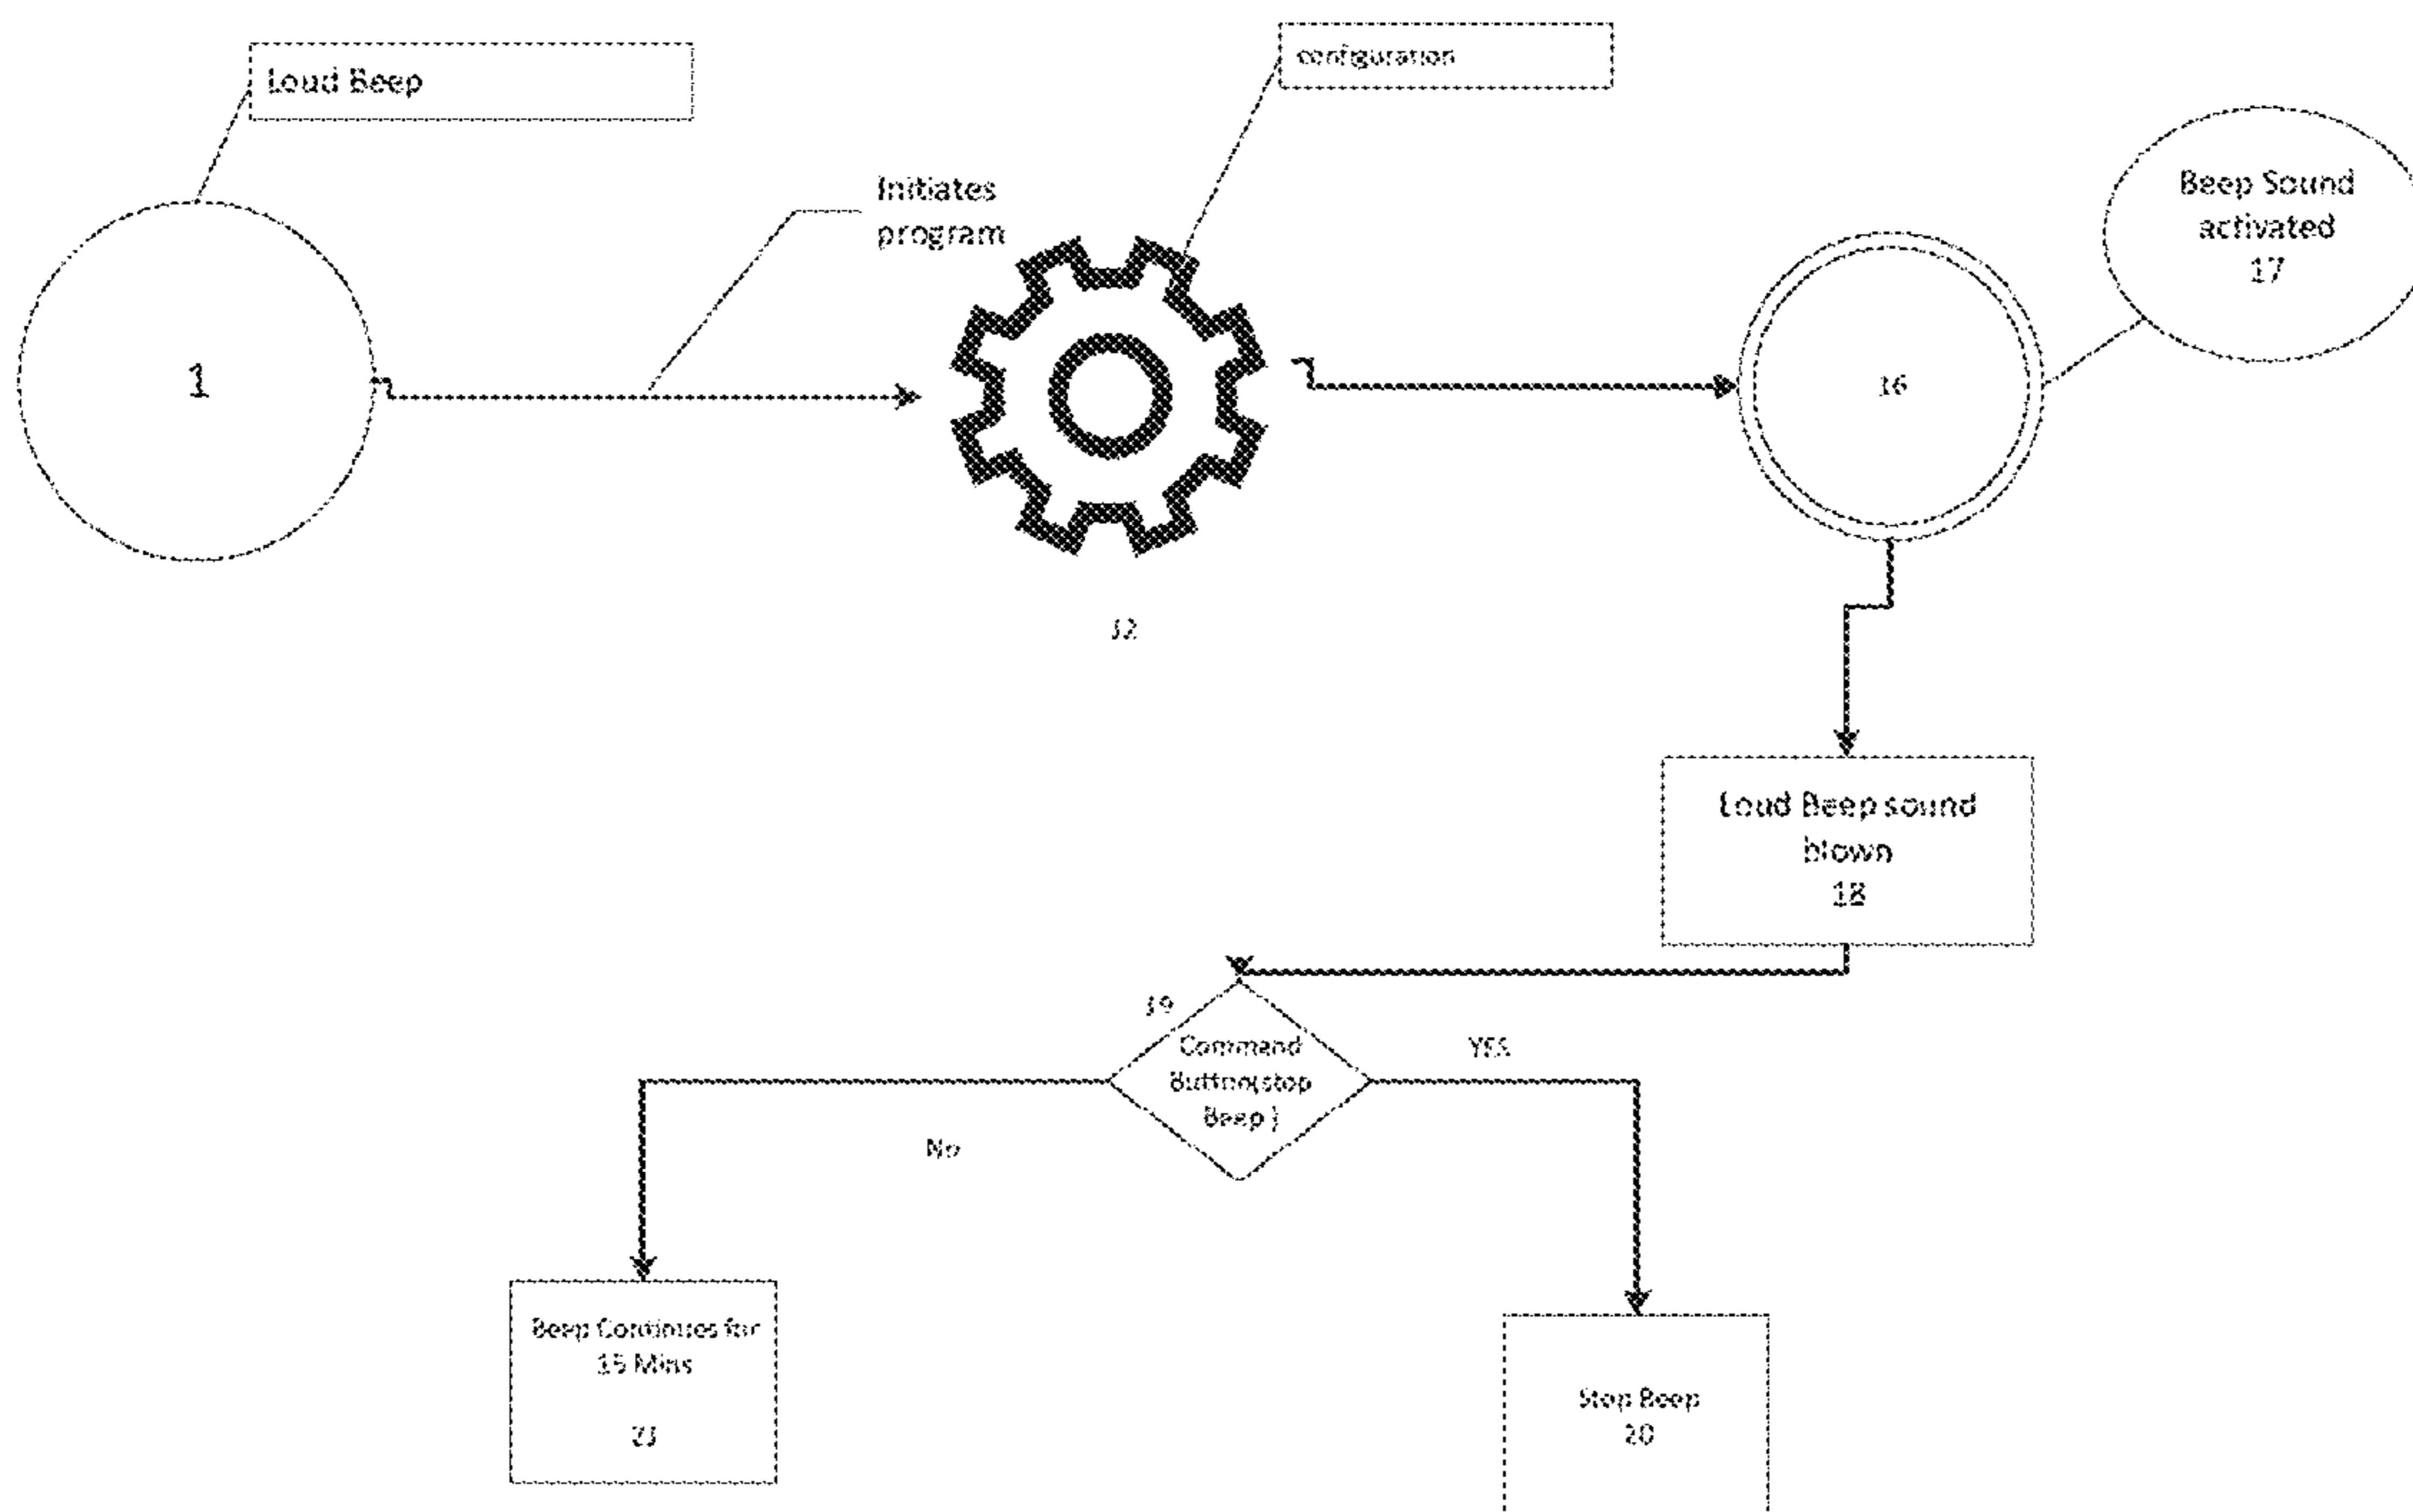 Loud Beep
configuration
Initiates
program
Beep Sound
activated
17
1
16
12
Loud Beep sound
blown
18
19
Command
Button(stop
Beep)
YES
No
Beep Continues for
15 Mins
21
Stop Beep
20